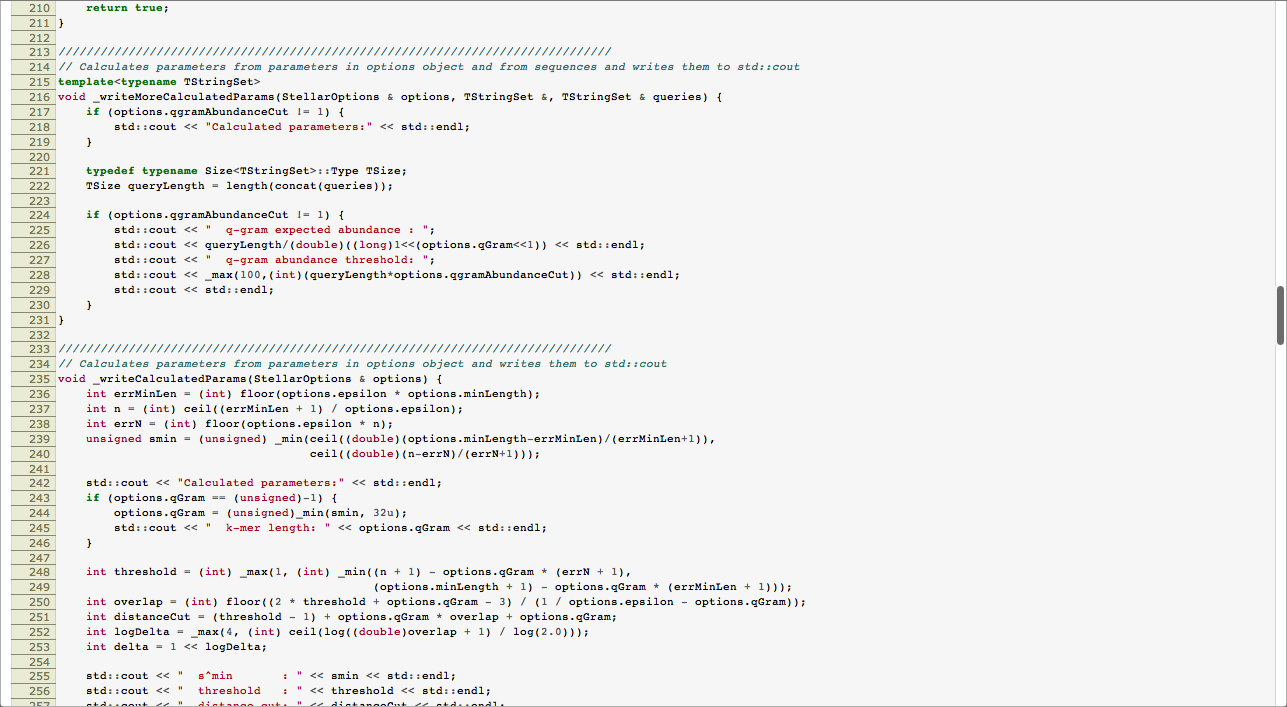 210     return true;
211 }
212
213 ///////////////////////////////////////////////////////////////////////////////
214 // Calculates parameters from parameters in options object and from sequences and writes them to std::cout
215 template<typename TStringSet>
216 void _writeMoreCalculatedParams(StellarOptions & options, TStringSet &, TStringSet & queries) {
217     if (options.qgramAbundanceCut != 1) {
218         std::cout << "Calculated parameters:" << std::endl;
219     }
220
221     typedef typename Size<TStringSet>::Type TSize;
222     TSize queryLength = length(concat(queries));
223
224     if (options.qgramAbundanceCut != 1) {
225         std::cout << "  q-gram expected abundance : ";
226         std::cout << queryLength/(double)((long)1<<(options.qGram<<1)) << std::endl;
227         std::cout << "  q-gram abundance threshold: ";
228         std::cout << _max(100,(int)(queryLength*options.qgramAbundanceCut)) << std::endl;
229         std::cout << std::endl;
230     }
231 }
232
233 ///////////////////////////////////////////////////////////////////////////////
234 // Calculates parameters from parameters in options object and writes them to std::cout
235 void _writeCalculatedParams(StellarOptions & options) {
236     int errMinLen = (int) floor(options.epsilon * options.minLength);
237     int n = (int) ceil((errMinLen + 1) / options.epsilon);
238     int errN = (int) floor(options.epsilon * n);
239     unsigned smin = (unsigned) _min(ceil((double)(options.minLength-errMinLen)/(errMinLen+1)),
240                                     ceil((double)(n-errN)/(errN+1)));
241
242     std::cout << "Calculated parameters:" << std::endl;
243     if (options.qGram == (unsigned)-1) {
244         options.qGram = (unsigned)_min(smin, 32u);
245         std::cout << "  k-mer length: " << options.qGram << std::endl;
246     }
247
248     int threshold = (int) _max(1, (int) _min((n + 1) - options.qGram * (errN + 1),
249                                              (options.minLength + 1) - options.qGram * (errMinLen + 1)));
250     int overlap = (int) floor((2 * threshold + options.qGram - 3) / (1 / options.epsilon - options.qGram));
251     int distanceCut = (threshold - 1) + options.qGram * overlap + options.qGram;
252     int logDelta = _max(4, (int) ceil(log((double)overlap + 1) / log(2.0)));
253     int delta = 1 << logDelta;
254
255     std::cout << "  s^min       : " << smin << std::endl;
256     std::cout << "  threshold   : " << threshold << std::endl;
257     std::cout << "  distance cut: " << distanceCut << std::endl;